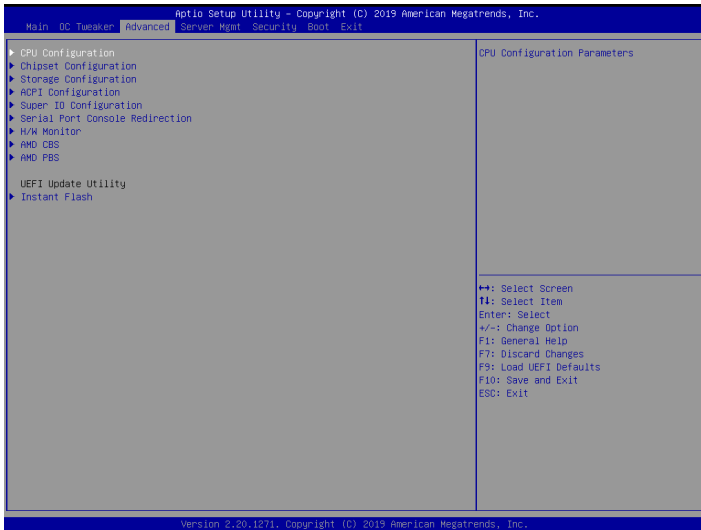 Aptio Setup Utility – Copyright (C) 2019 American Megatrends, Inc.
Main OC Tweaker Advanced Server Mgmt Security Boot Exit
CPU Configuration
Chipset Configuration
Storage Configuration
ACPI Configuration
Super IO Configuration
Serial Port Console Redirection
H/W Monitor
AMD CBS
AMD PBS
UEFI Update Utility
Instant Flash
CPU Configuration Parameters
↔: Select Screen
↑↓: Select Item
Enter: Select
+/-: Change Option
F1: General Help
F7: Discard Changes
F9: Load UEFI Defaults
F10: Save and Exit
ESC: Exit
Version 2.20.1271. Copyright (C) 2019 American Megatrends, Inc.